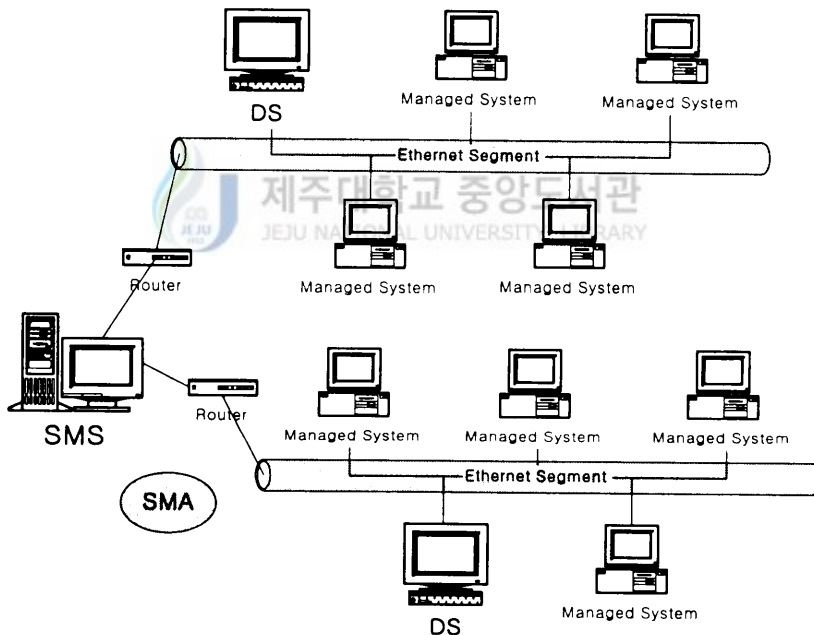 DS
Managed System
Managed System
Ethernet Segment
제주대학교 중앙도서관
JEJU NATIONAL UNIVERSITY LIBRARY
JEJU
1952
Router
Managed System
Managed System
SMS
Router
Managed System
Managed System
Managed System
Ethernet Segment
SMA
DS
Managed System